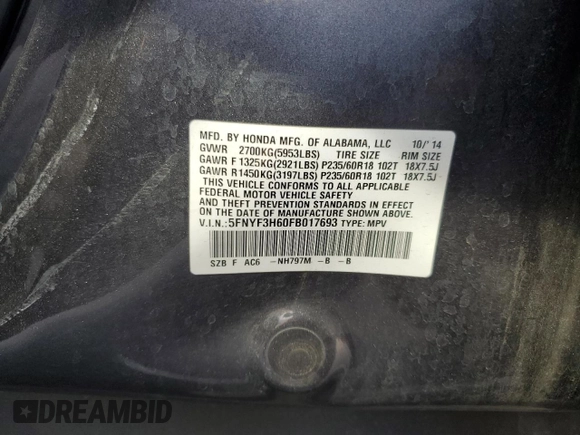 MFD. BY HONDA MFG. OF ALABAMA, LLC 10/'14
GVWR 2700KG(5953LBS) TIRE SIZE RIM SIZE
GAWR F 1325KG(2921LBS) P235/60R18 102T 18X7.5J
GAWR R 1450KG(3197LBS) P235/60R18 102T 18X7.5J
THIS VEHICLE CONFORMS TO ALL APPLICABLE
FEDERAL MOTOR VEHICLE SAFETY
AND THEFT PREVENTION STANDARDS IN
EFFECT ON THE DATE OF MANUFACTURE SHOWN ABOVE.
V.I.N.: 5FNYF3H60FB017693 TYPE: MPV
SZB F AC6 -NH797M -B -B
DREAMBID